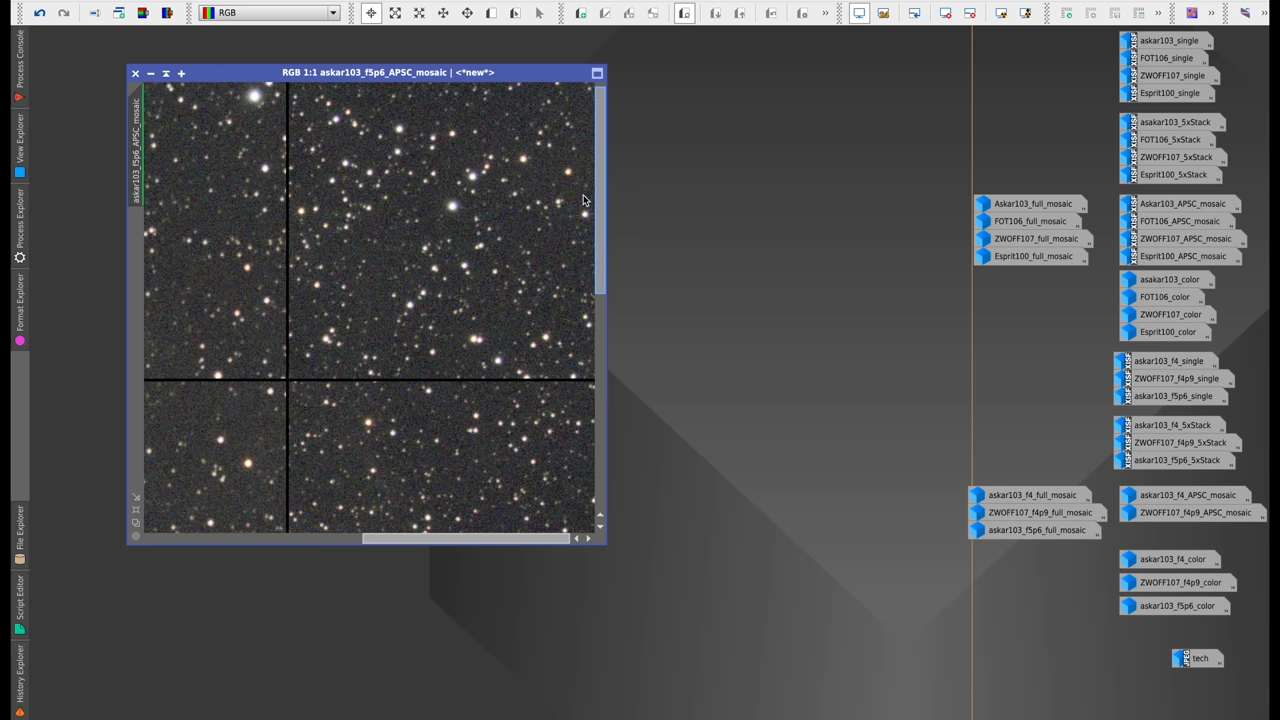 RGB
Process Console
View Explorer
Process Explorer
Format Explorer
File Explorer
Script Editor
History Explorer
RGB 1:1 askar103_f5p6_APSC_mosaic | <*new*>
askar103_f5p6_APSC_mosaic
askar103_single
FOT106_single
ZWOFF107_single
Esprit100_single
asakar103_5xStack
FOT106_5xStack
ZWOFF107_5xStack
Esprit100_5xStack
Askar103_full_mosaic
FOT106_full_mosaic
ZWOFF107_full_mosaic
Esprit100_full_mosaic
Askar103_APSC_mosaic
FOT106_APSC_mosaic
ZWOFF107_APSC_mosaic
Esprit100_APSC_mosaic
asakar103_color
FOT106_color
ZWOFF107_color
Esprit100_color
askar103_f4_single
ZWOFF107_f4p9_single
askar103_f5p6_single
askar103_f4_5xStack
ZWOFF107_f4p9_5xStack
askar103_f5p6_5xStack
askar103_f4_full_mosaic
ZWOFF107_f4p9_full_mosaic
askar103_f5p6_full_mosaic
askar103_f4_APSC_mosaic
ZWOFF107_f4p9_APSC_mosaic
askar103_f4_color
ZWOFF107_f4p9_color
askar103_f5p6_color
JPEG
tech